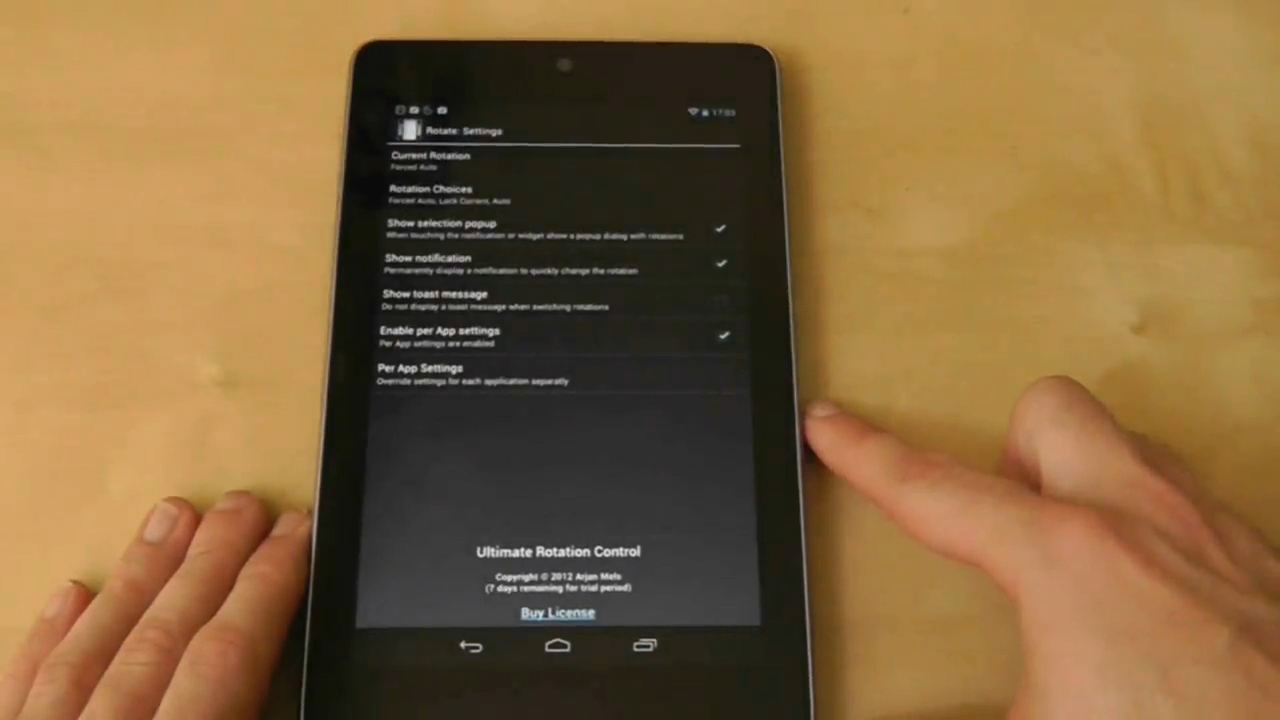 17:03
Rotate: Settings
Current Rotation
Forced Auto
Rotation Choices
Forced Auto, Lock Current, Auto
Show selection popup
When touching the notification or widget show a popup dialog with rotations
Show notification
Permanently display a notification to quickly change the rotation
Show toast message
Do not display a toast message when switching rotations
Enable per App settings
Per App settings are enabled
Per App Settings
Override settings for each application separatly
Ultimate Rotation Control
Copyright © 2012 Arjan Mels
(7 days remaining for trial period)
Buy License